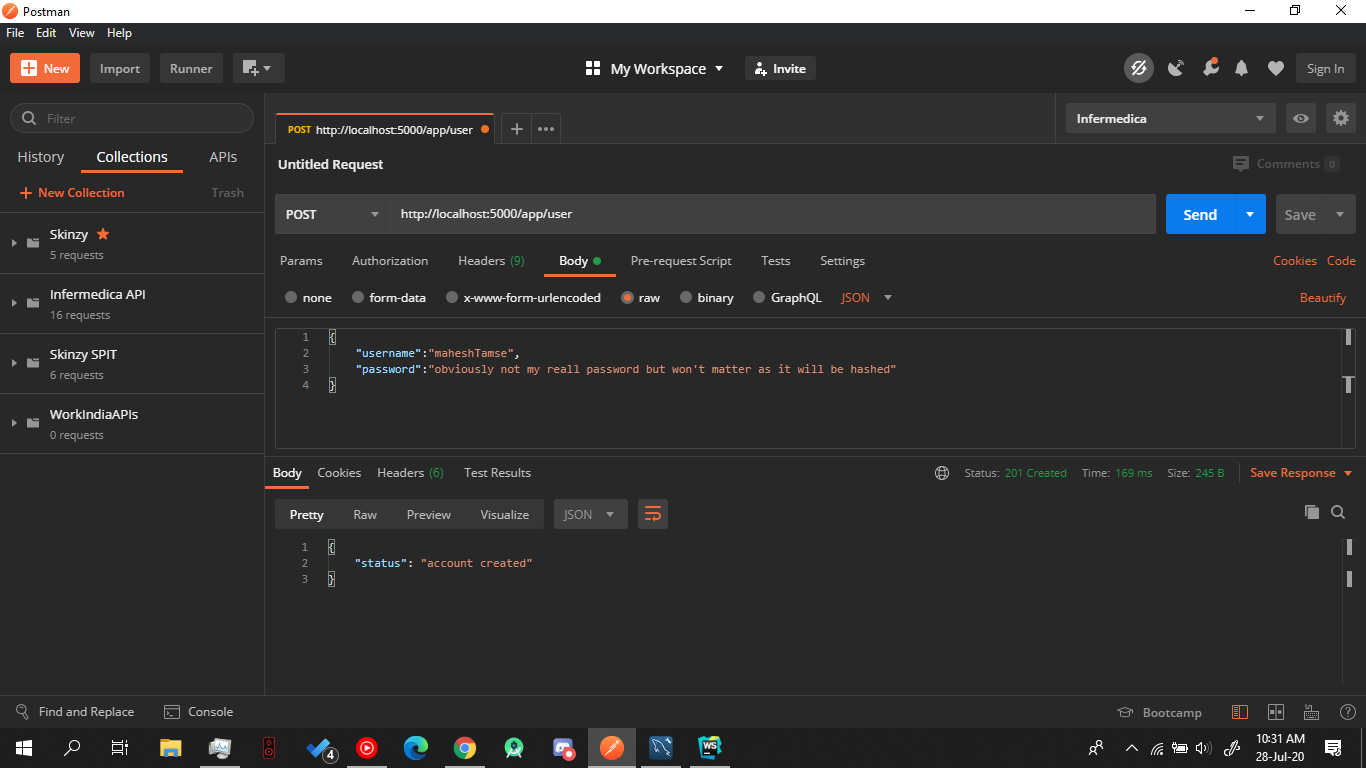 Postman
File Edit View Help
New Import Runner My Workspace Invite Sign In
Filter
History Collections APIs
New Collection Trash
Skinzy
5 requests
Infermedica API
16 requests
Skinzy SPIT
6 requests
WorkIndiaAPIs
0 requests
POST http://localhost:5000/app/user
Infermedica
Untitled Request Comments 0
POST http://localhost:5000/app/user Send Save
Params Authorization Headers (9) Body Pre-request Script Tests Settings Cookies Code
none form-data x-www-form-urlencoded raw binary GraphQL JSON Beautify
1 {
2 "username":"maheshTamse",
3 "password":"obviously not my reall password but won't matter as it will be hashed"
4 }
Body Cookies Headers (6) Test Results Status: 201 Created Time: 169 ms Size: 245 B Save Response
Pretty Raw Preview Visualize JSON
1 {
2 "status": "account created"
3 }
Find and Replace Console Bootcamp
4
WS
10:31 AM
28-Jul-20